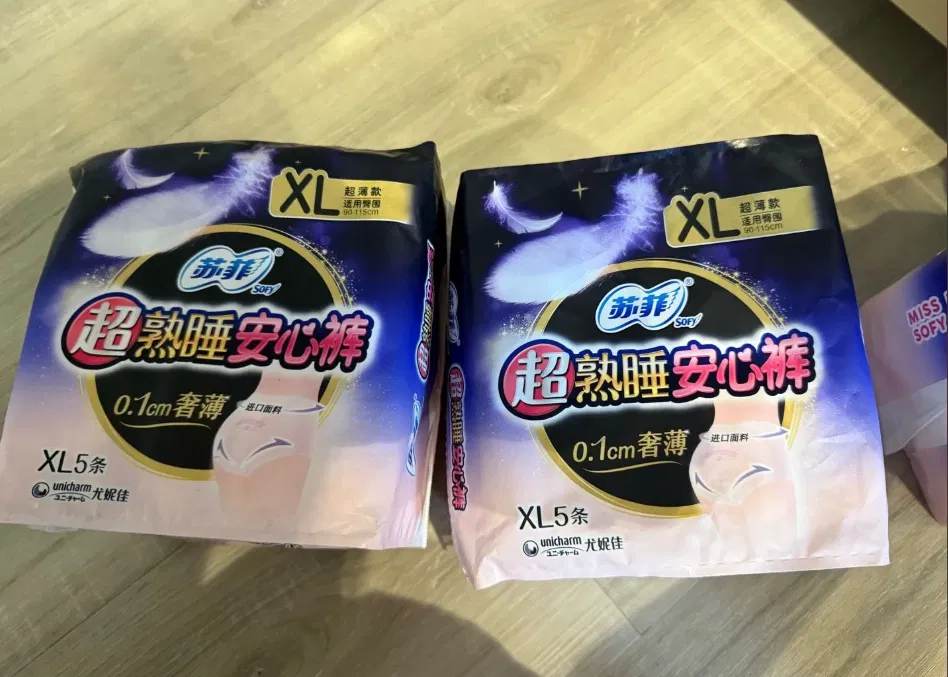 XL 超薄款
适用臀围
90-115cm
苏菲
SOFY
超熟睡安心裤
0.1cm奢薄
进口面料
XL5条
unicharm 尤妮佳
ユニ・チャーム
XL 超薄款
适用臀围
90-115cm
苏菲
SOFY
超熟睡安心裤
0.1cm奢薄
进口面料
XL5条
unicharm 尤妮佳
ユニ・チャーム
MISS
SOFY